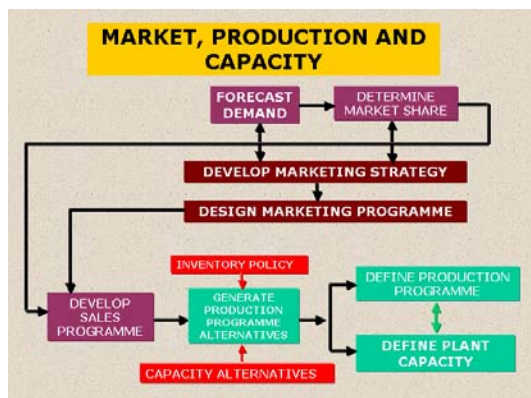 MARKET, PRODUCTION AND
CAPACITY
FORECAST
DEMAND
DETERMINE
MARKET SHARE
DEVELOP MARKETING STRATEGY
DESIGN MARKETING PROGRAMME
INVENTORY POLICY
DEVELOP
SALES
PROGRAMME
GENERATE
PRODUCTION
PROGRAMME
ALTERNATIVES
DEFINE PRODUCTION
PROGRAMME
DEFINE PLANT
CAPACITY
CAPACITY ALTERNATIVES